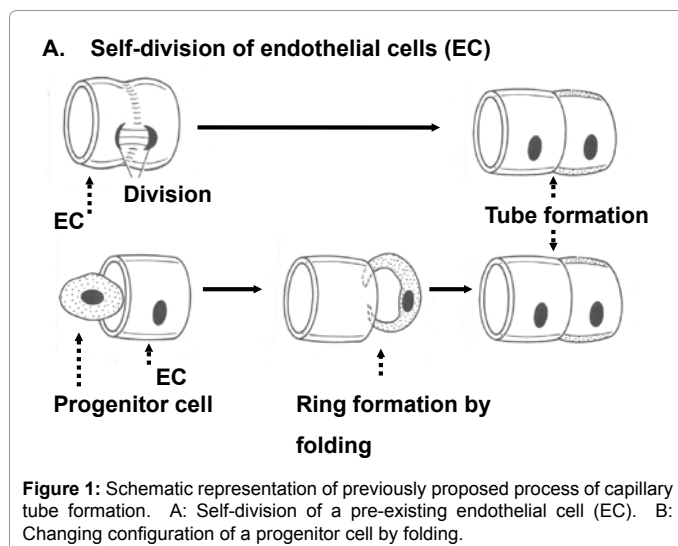 A. Self-division of endothelial cells (EC)
Division
EC
Tube formation
EC
Progenitor cell
Ring formation by
folding
Figure 1: Schematic representation of previously proposed process of capillary
tube formation. A: Self-division of a pre-existing endothelial cell (EC). B:
Changing configuration of a progenitor cell by folding.